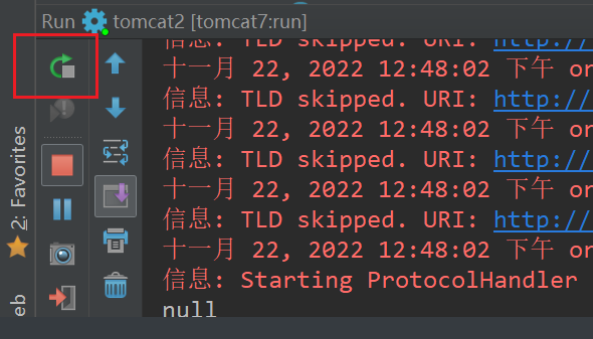 Run tomcat2 [tomcat7:run]
信息: TLD skipped. URI: http://
十一月 22, 2022 12:48:02 下午 or
信息: TLD skipped. URI: http://
十一月 22, 2022 12:48:02 下午 or
信息: TLD skipped. URI: http://
十一月 22, 2022 12:48:02 下午 or
信息: TLD skipped. URI: http://
十一月 22, 2022 12:48:02 下午 or
信息: Starting ProtocolHandler
null
2: Favorites
eb